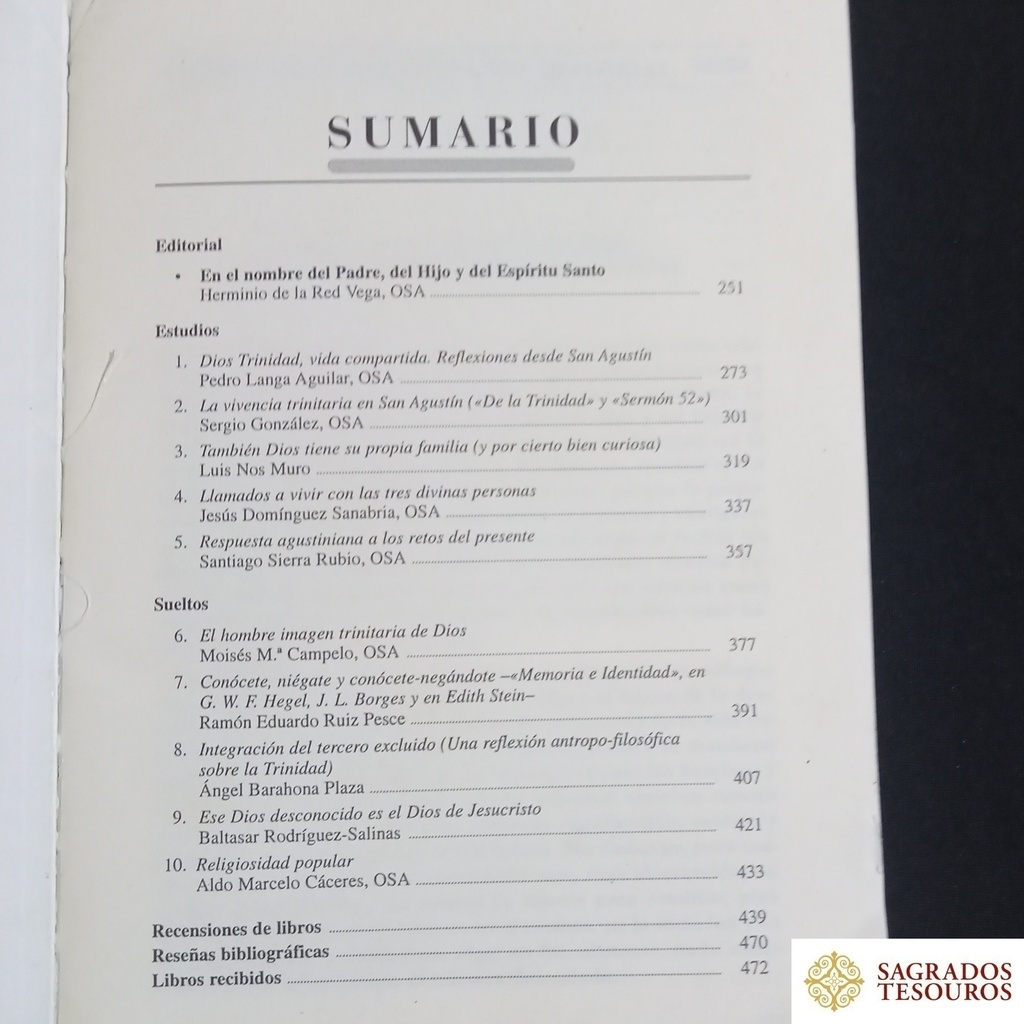 SUMARIO
Editorial
• En el nombre del Padre, del Hijo y del Espíritu Santo
Herminio de la Red Vega, OSA 251
Estudios
1. Dios Trinidad, vida compartida. Reflexiones desde San Agustín
Pedro Langa Aguilar, OSA 273
2. La vivencia trinitaria en San Agustín («De la Trinidad» y «Sermón 52»)
Sergio González, OSA 301
3. También Dios tiene su propia familia (y por cierto bien curiosa)
Luis Nos Muro 319
4. Llamados a vivir con las tres divinas personas
Jesús Domínguez Sanabria, OSA 337
5. Respuesta agustiniana a los retos del presente
Santiago Sierra Rubio, OSA 357
Sueltos
6. El hombre imagen trinitaria de Dios
Moisés M.ª Campelo, OSA 377
7. Conócete, niégate y conócete-negándote –«Memoria e Identidad», en
G. W. F. Hegel, J. L. Borges y en Edith Stein–
Ramón Eduardo Ruiz Pesce 391
8. Integración del tercero excluido (Una reflexión antropo-filosófica
sobre la Trinidad)
Ángel Barahona Plaza 407
9. Ese Dios desconocido es el Dios de Jesucristo
Baltasar Rodríguez-Salinas 421
10. Religiosidad popular
Aldo Marcelo Cáceres, OSA 433
Recensiones de libros 439
Reseñas bibliográficas 470
Libros recibidos 472
SAGRADOS
TESOUROS